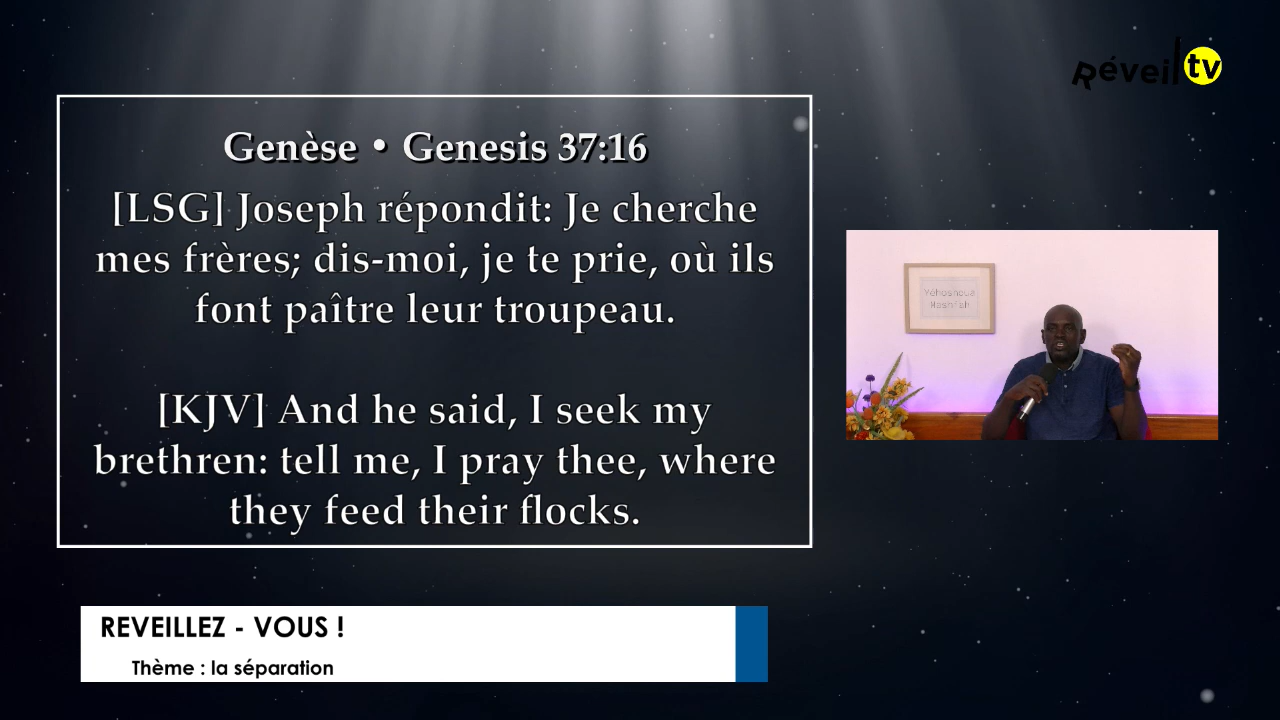 Réveil tv
Genèse • Genesis 37:16
[LSG] Joseph répondit: Je cherche
mes frères; dis-moi, je te prie, où ils
font paître leur troupeau.
[KJV] And he said, I seek my
brethren: tell me, I pray thee, where
they feed their flocks.
Yéhoshoua
Mashiah
REVEILLEZ - VOUS !
Thème : la séparation